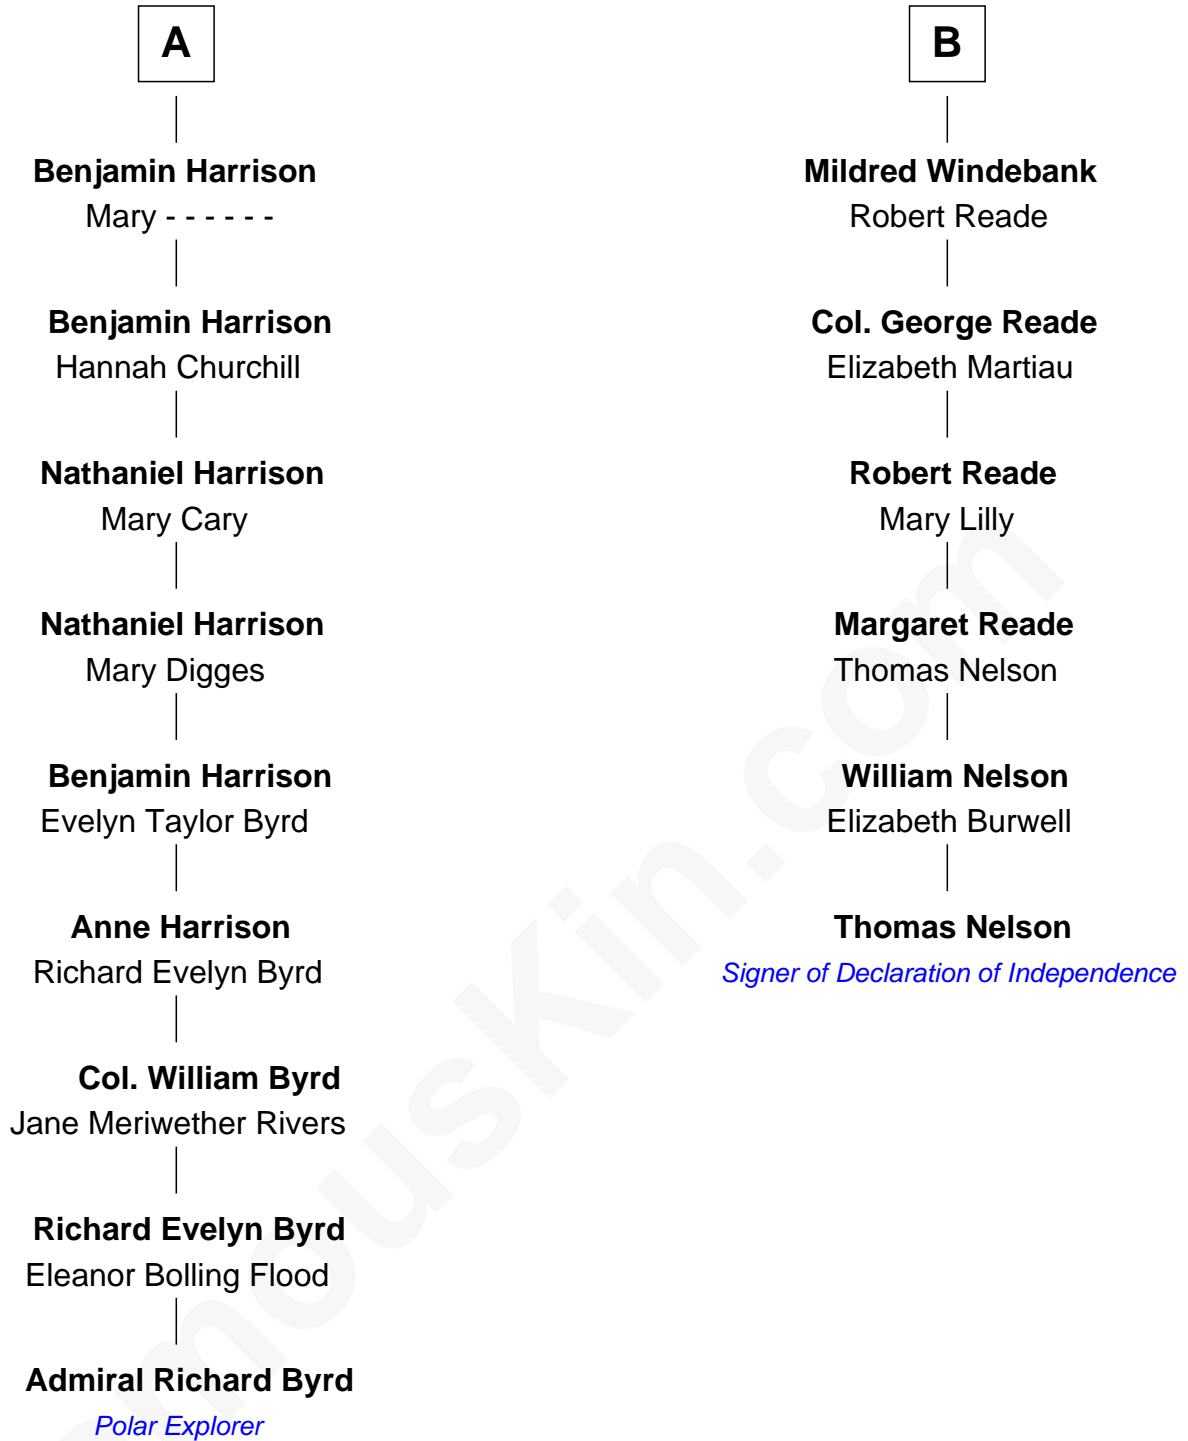 A
Benjamin Harrison
Mary - - - - - -
Benjamin Harrison
Hannah Churchill
Nathaniel Harrison
Mary Cary
Nathaniel Harrison
Mary Digges
Benjamin Harrison
Evelyn Taylor Byrd
Anne Harrison
Richard Evelyn Byrd
Col. William Byrd
Jane Meriwether Rivers
Richard Evelyn Byrd
Eleanor Bolling Flood
Admiral Richard Byrd
Polar Explorer
B
Mildred Windebank
Robert Reade
Col. George Reade
Elizabeth Martiau
Robert Reade
Mary Lilly
Margaret Reade
Thomas Nelson
William Nelson
Elizabeth Burwell
Thomas Nelson
Signer of Declaration of Independence
mousKin.com